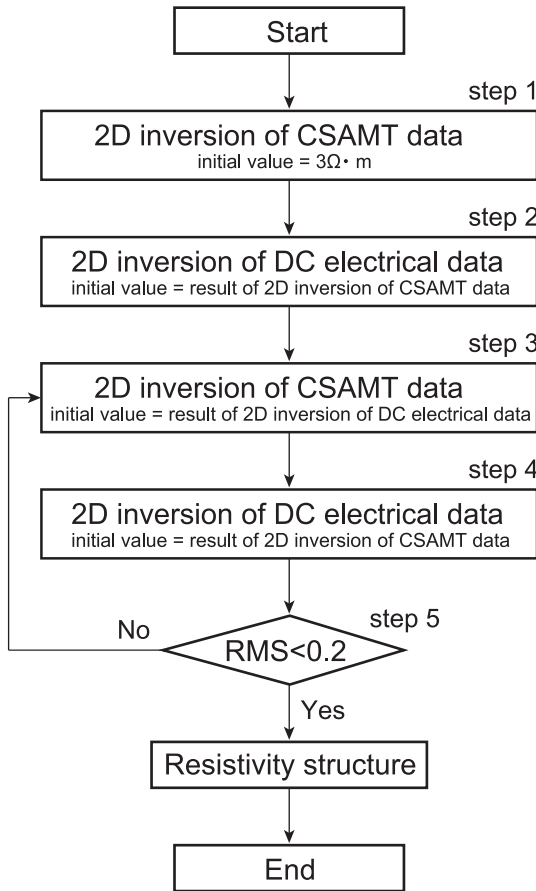 Start
step 1
2D inversion of CSAMT data
initial value = 3Ω・m
step 2
2D inversion of DC electrical data
initial value = result of 2D inversion of CSAMT data
step 3
2D inversion of CSAMT data
initial value = result of 2D inversion of DC electrical data
step 4
2D inversion of DC electrical data
initial value = result of 2D inversion of CSAMT data
step 5
No
RMS<0.2
Yes
Resistivity structure
End